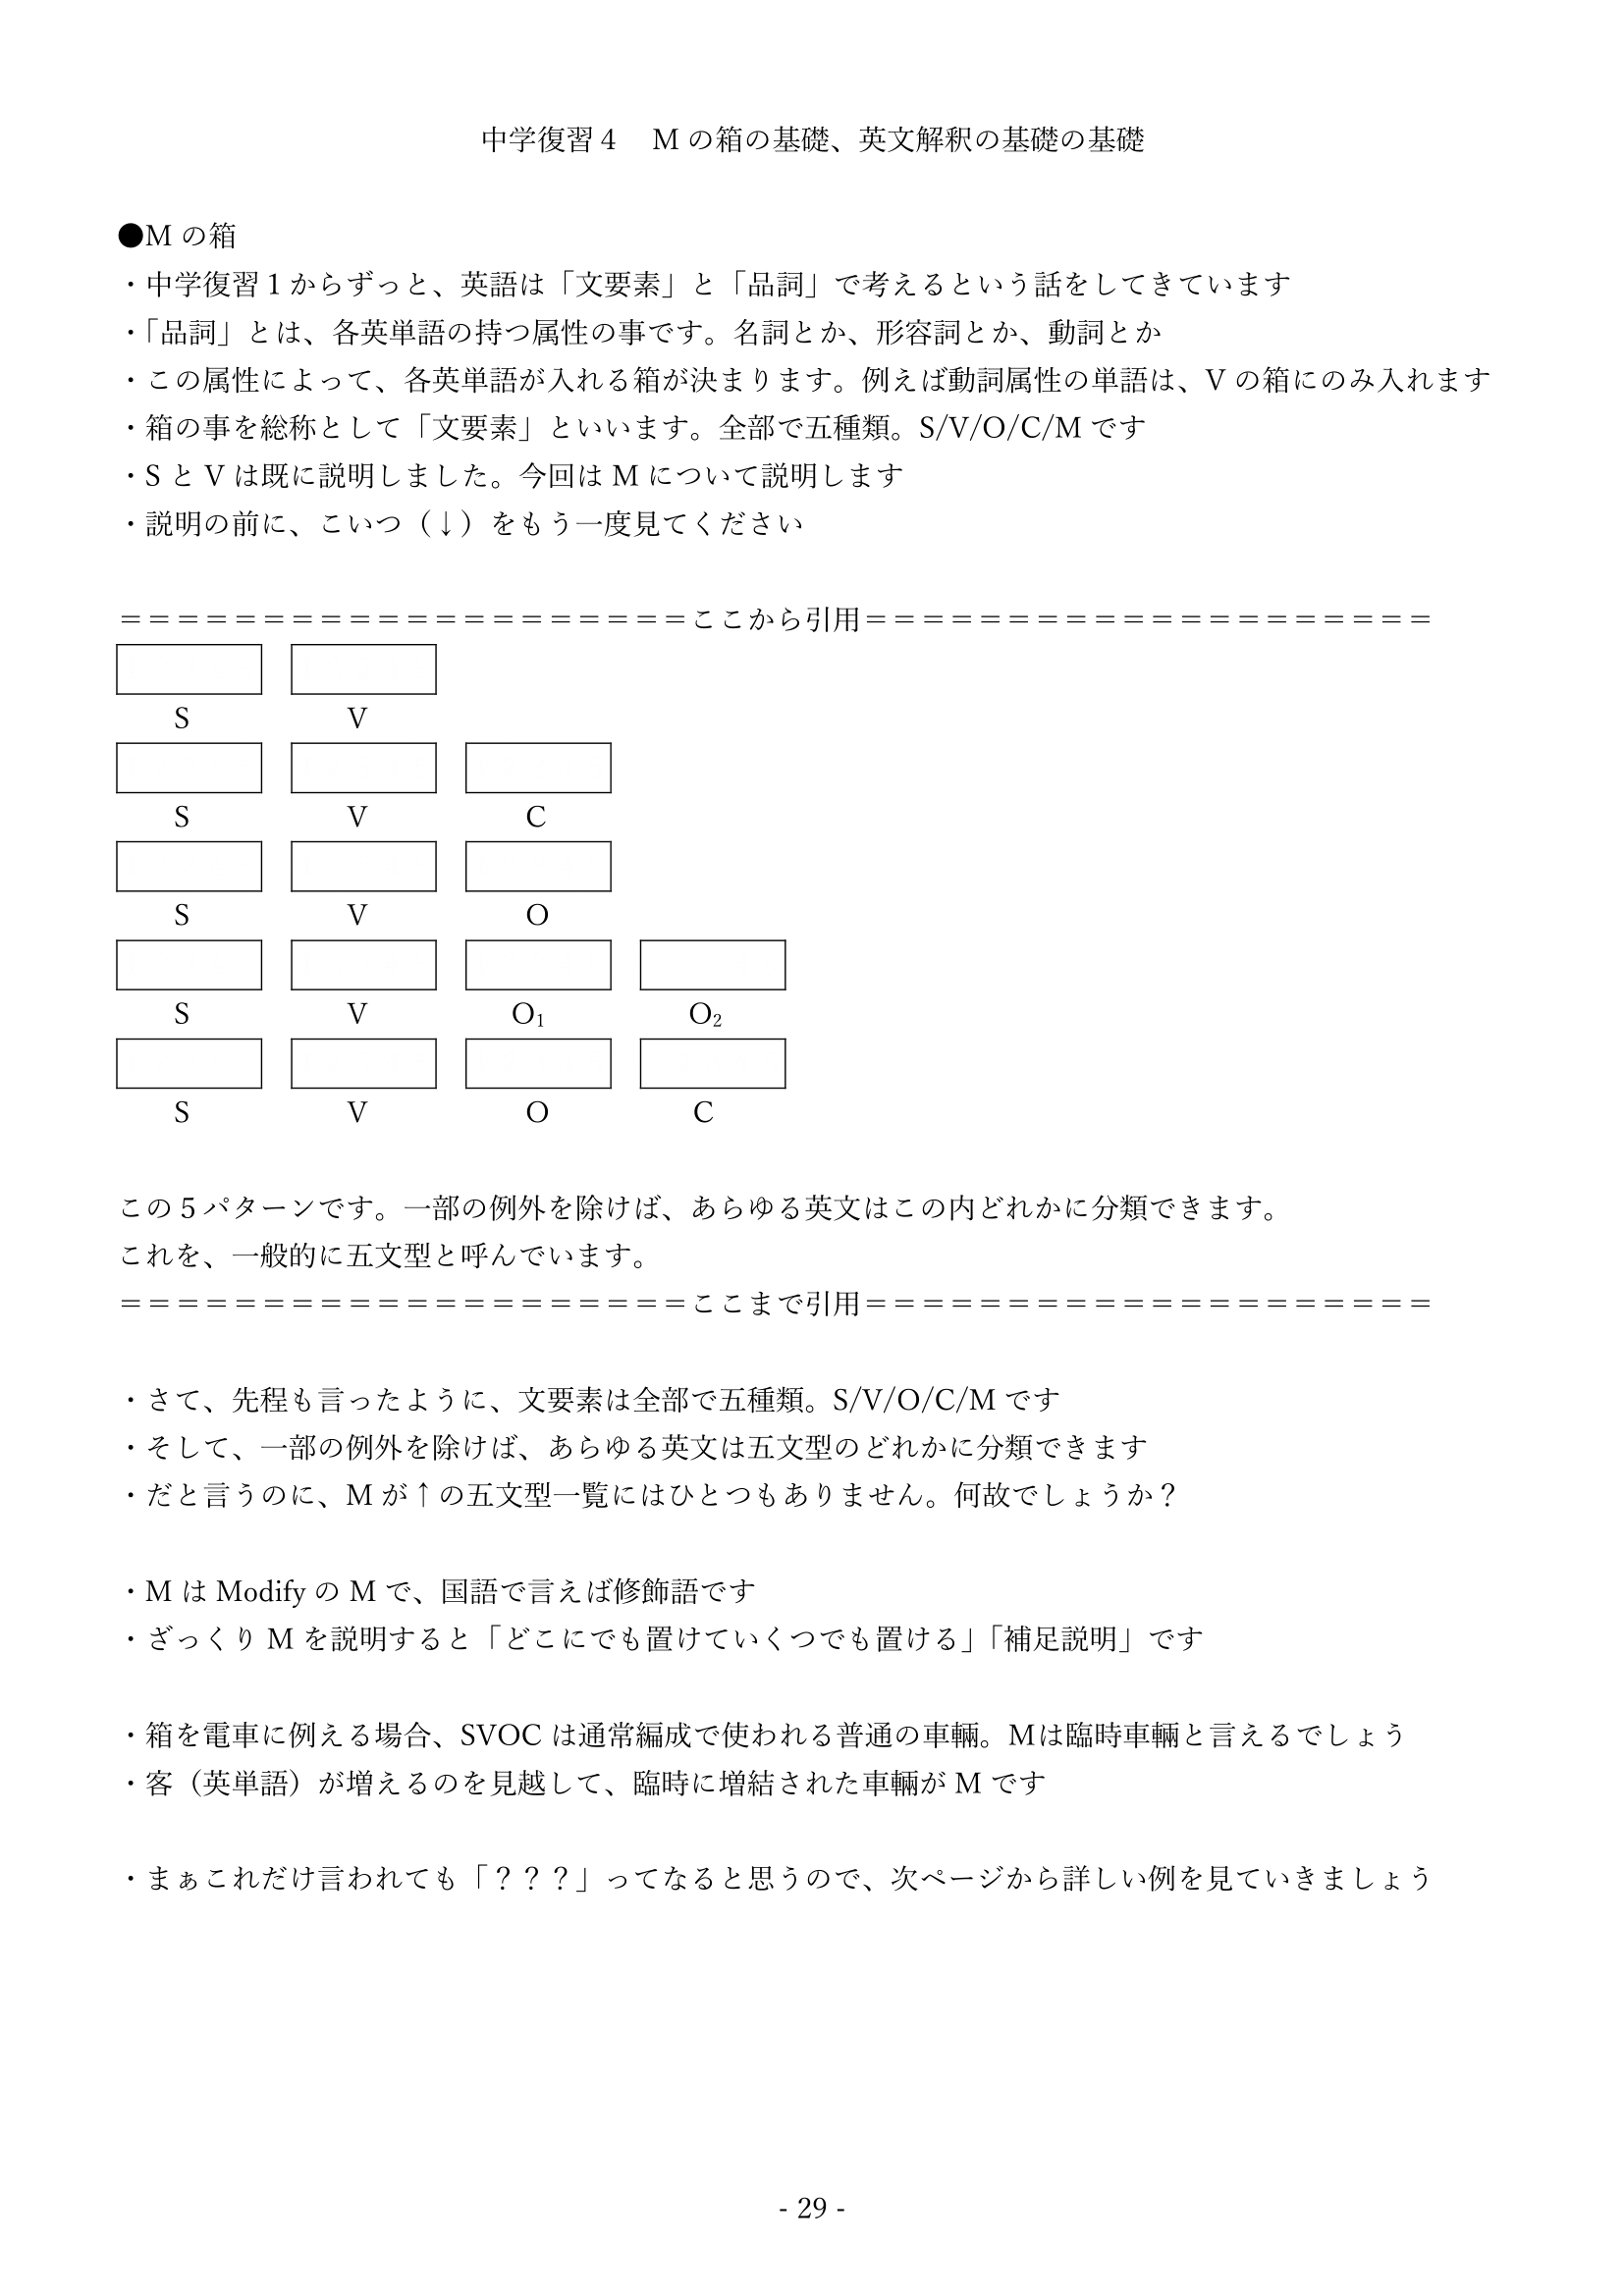 中学復習４　M の箱の基礎、英文解釈の基礎の基礎
●M の箱
・中学復習 1 からずっと、英語は「文要素」と「品詞」で考えるという話をしてきています
・「品詞」とは、各英単語の持つ属性の事です。名詞とか、形容詞とか、動詞とか
・この属性によって、各英単語が入れる箱が決まります。例えば動詞属性の単語は、V の箱にのみ入れます
・箱の事を総称として「文要素」といいます。全部で五種類。S/V/O/C/M です
・S と V は既に説明しました。今回は M について説明します
・説明の前に、こいつ（↓）をもう一度見てください
＝＝＝＝＝＝＝＝＝＝＝＝＝＝＝＝＝＝＝＝ここから引用＝＝＝＝＝＝＝＝＝＝＝＝＝＝＝＝＝＝＝＝
S V
S V C
S V O
S V O₁ O₂
S V O C
この 5 パターンです。一部の例外を除けば、あらゆる英文はこの内どれかに分類できます。
これを、一般的に五文型と呼んでいます。
＝＝＝＝＝＝＝＝＝＝＝＝＝＝＝＝＝＝＝＝ここまで引用＝＝＝＝＝＝＝＝＝＝＝＝＝＝＝＝＝＝＝＝
・さて、先程も言ったように、文要素は全部で五種類。S/V/O/C/M です
・そして、一部の例外を除けば、あらゆる英文は五文型のどれかに分類できます
・だと言うのに、M が↑の五文型一覧にはひとつもありません。何故でしょうか？
・M は Modify の M で、国語で言えば修飾語です
・ざっくり M を説明すると「どこにでも置けていくつでも置ける」「補足説明」です
・箱を電車に例える場合、SVOC は通常編成で使われる普通の車輛。Mは臨時車輛と言えるでしょう
・客（英単語）が増えるのを見越して、臨時に増結された車輛が M です
・まぁこれだけ言われても「？？？」ってなると思うので、次ページから詳しい例を見ていきましょう
- 29 -